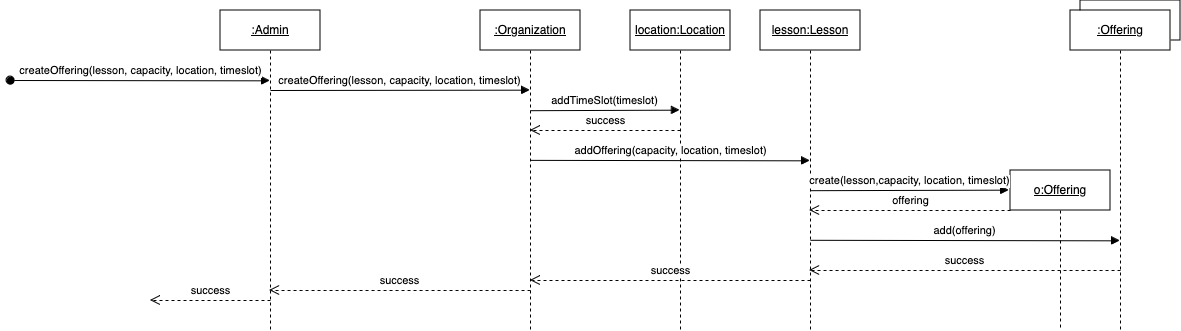 :Admin
:Organization
location:Location
lesson:Lesson
:Offering
createOffering(lesson, capacity, location, timeslot)
createOffering(lesson, capacity, location, timeslot)
addTimeSlot(timeslot)
success
addOffering(capacity, location, timeslot)
create(lesson,capacity, location, timeslot)
o:Offering
offering
add(offering)
success
success
success
success